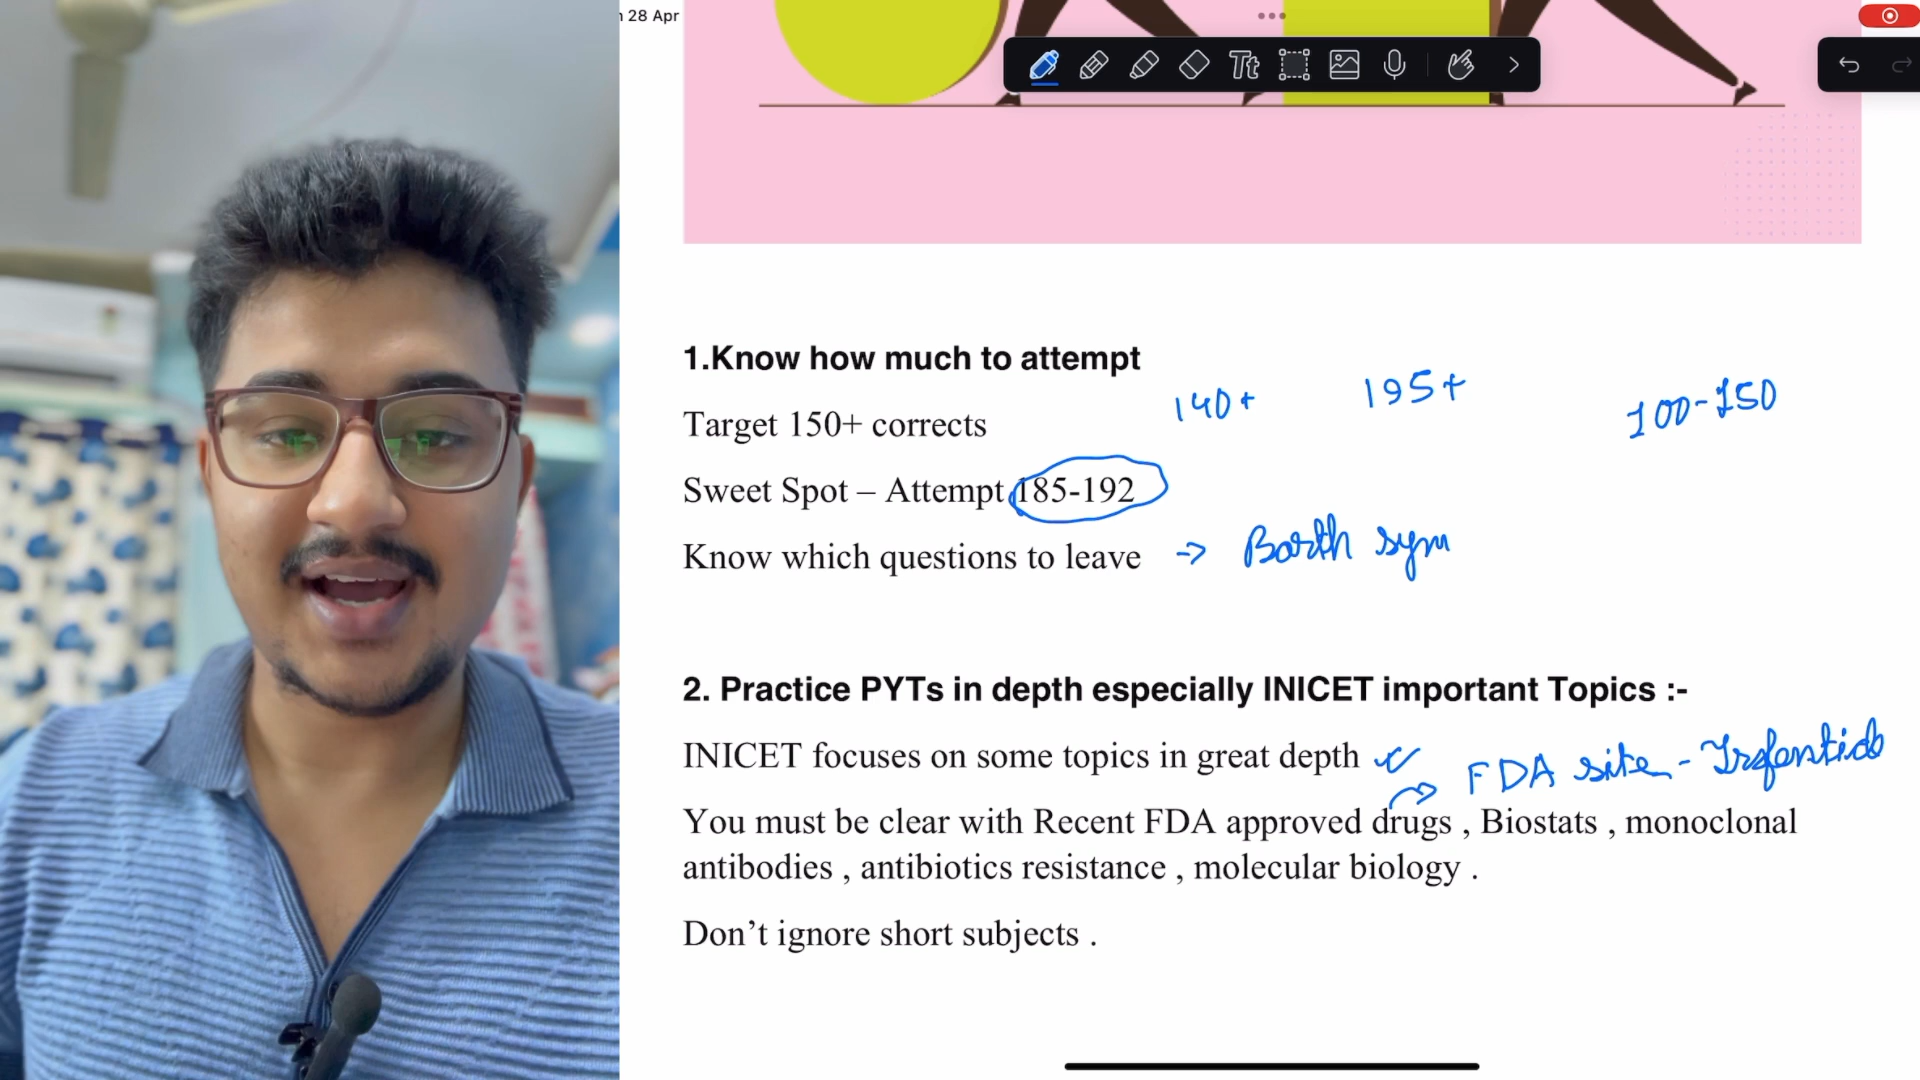 28 Apr
Tt
1.Know how much to attempt
140+ 195+ 100-150
Target 150+ corrects
Sweet Spot – Attempt 185-192
Know which questions to leave → Barth sym
2. Practice PYTs in depth especially INICET important Topics :-
INICET focuses on some topics in great depth
FDA site -
You must be clear with Recent FDA approved drugs , Biostats , monoclonal
antibodies , antibiotics resistance , molecular biology .
Don’t ignore short subjects .